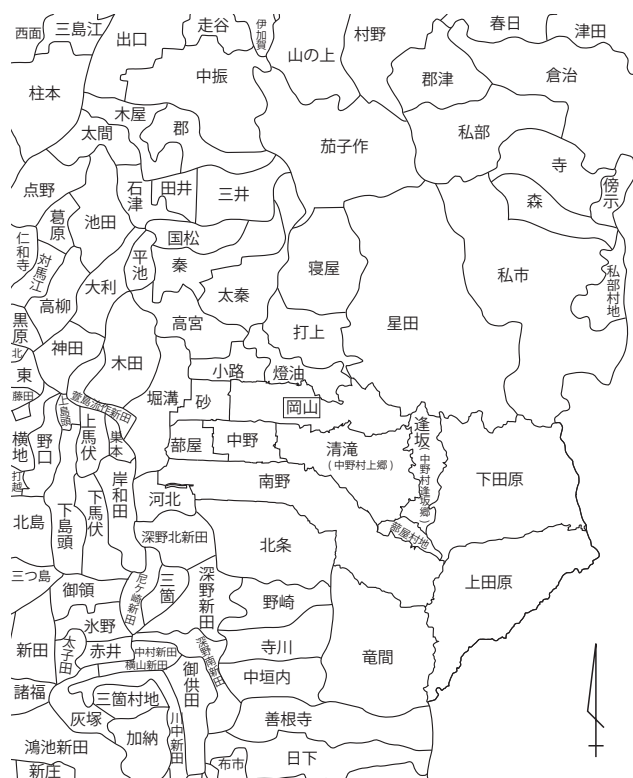 西面
三島江
出口
走谷
伊加賀
山の上
村野
春日
津田
柱本
中振
郡津
倉治
木屋
太間
郡
茄子作
私部
寺
点野
石津
田井
三井
森
傍示
葛原
池田
仁和寺
対馬江
国松
平池
秦
寝屋
私市
私部村地
高柳
大利
太秦
星田
黒原
高宮
打上
北
神田
木田
東
小路
燈油
藤田
萱島流作新田
堀溝
砂
岡山
上島頭
上馬伏
巣本
逢坂
(中野村逢坂郷)
横地
野口
部屋
中野
清滝
(中野村上郷)
下田原
打越
岸和田
南野
北島
下島頭
下馬伏
河北
深野北新田
部屋村地
北条
三つ島
御領
尼ケ崎新田
三箇
深野新田
上田原
野崎
氷野
新田
太子田
赤井
中村新田
横山新田
御供田
深野南新田
寺川
竜間
中垣内
諸福
三箇村地
灰塚
川中新田
善根寺
鴻池新田
加納
日下
新庄
布市